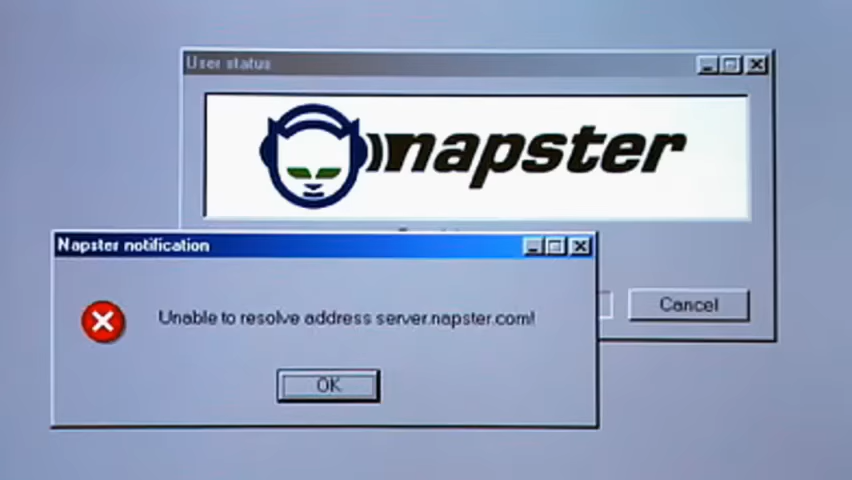 User status
napster
Napster notification
Unable to resolve address server.napster.com!
Cancel
OK